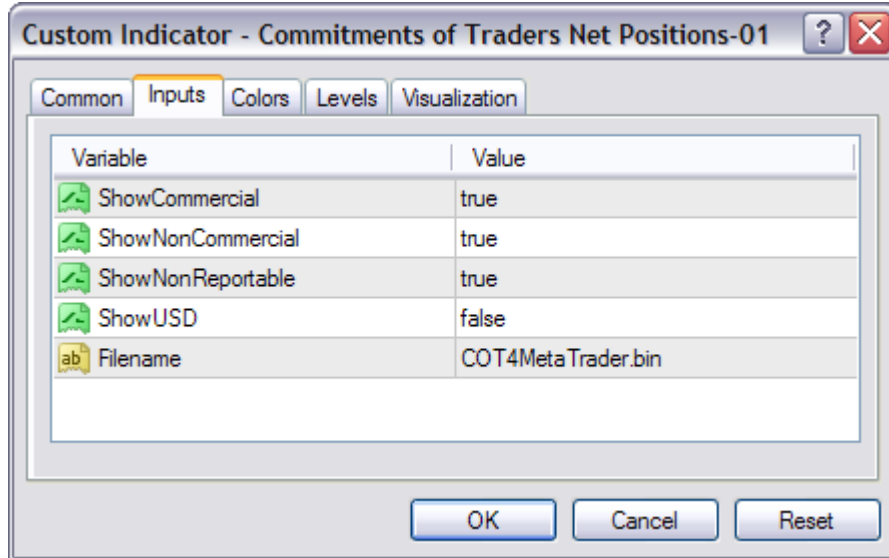 Custom Indicator - Commitments of Traders Net Positions-01 ?
Common Inputs Colors Levels Visualization
Variable Value
ShowCommercial true
ShowNonCommercial true
ShowNonReportable true
ShowUSD false
ab Filename COT4MetaTrader.bin
OK Cancel Reset